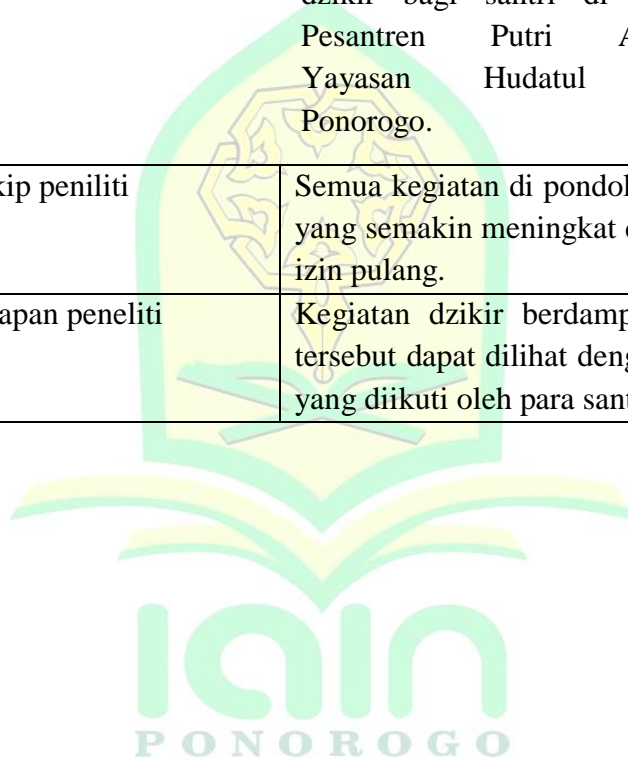 dzikir bagi santri di
Pesantren Putri
Yayasan Hudatul
Ponorogo.
kip peniliti
Semua kegiatan di pondok
yang semakin meningkat
izin pulang.
apan peneliti
Kegiatan dzikir berdamp
tersebut dapat dilihat deng
yang diikuti oleh para sant
iain
PONOROGO